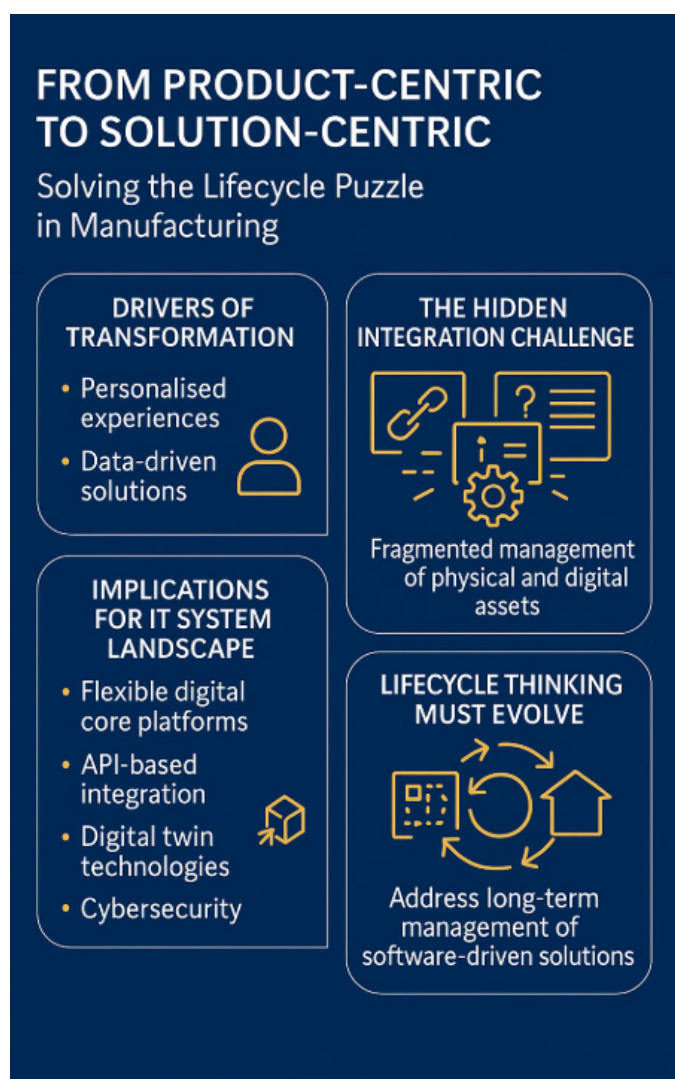 FROM PRODUCT-CENTRIC
TO SOLUTION-CENTRIC
Solving the Lifecycle Puzzle
in Manufacturing
DRIVERS OF
TRANSFORMATION
• Personalised
experiences
• Data-driven
solutions
THE HIDDEN
INTEGRATION CHALLENGE
?
i =
Fragmented management
of physical and digital
assets
IMPLICATIONS
FOR IT SYSTEM
LANDSCAPE
• Flexible digital
core platforms
• API-based
integration
• Digital twin
technologies
• Cybersecurity
LIFECYCLE THINKING
MUST EVOLVE
Address long-term
management of
software-driven solutions